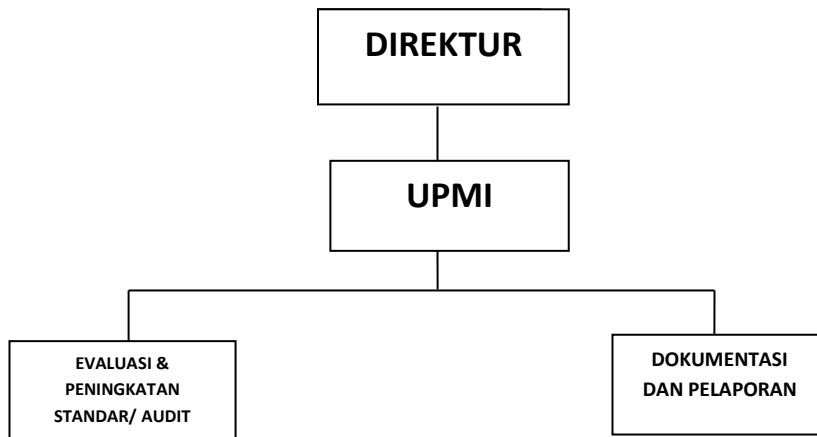 DIREKTUR
UPMI
EVALUASI &
PENINGKATAN
STANDAR/ AUDIT
DOKUMENTASI
DAN PELAPORAN